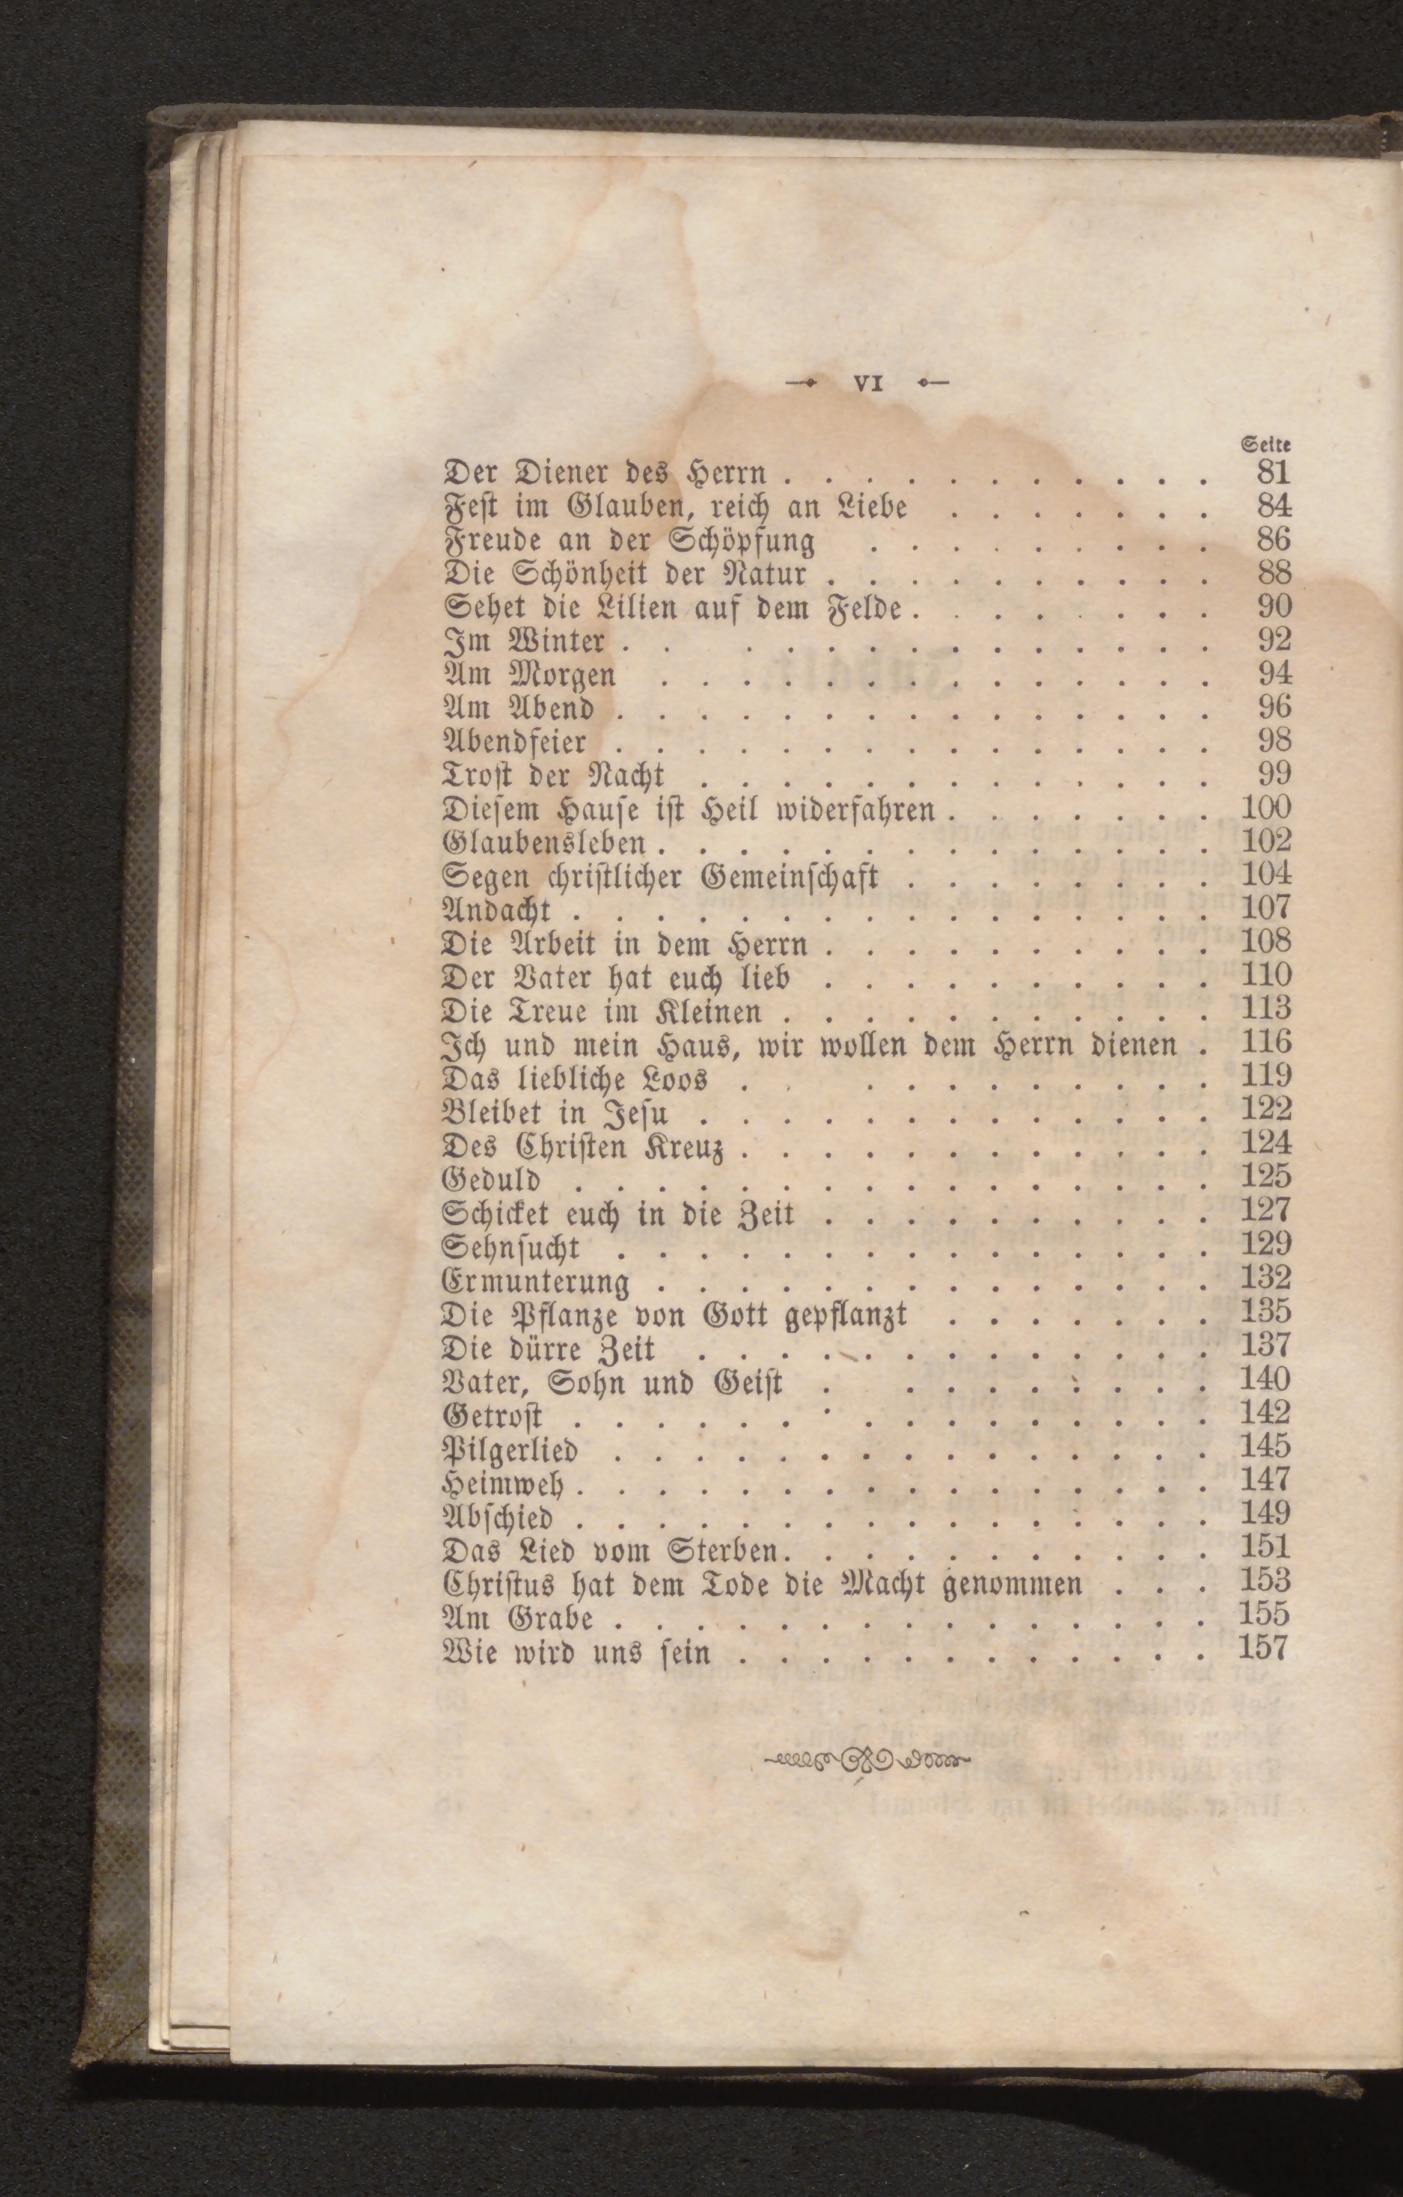 VI
Seite
Der Diener des Herrn . . . . . . . . . . . 81
Fest im Glauben, reich an Liebe . . . . . . . 84
Freude an der Schöpfung . . . . . . . . . 86
Die Schönheit der Natur . . . . . . . . . . 88
Sehet die Lilien auf dem Felde . . . . . . . . 90
Im Winter . . . . . . . . . . . . . . 92
Am Morgen . . . . . . . . . . . . . . 94
Am Abend . . . . . . . . . . . . . . . 96
Abendfeier . . . . . . . . . . . . . . . 98
Trost der Nacht . . . . . . . . . . . . . 99
Diesem Hause ist Heil widerfahren . . . . . . . 100
Glaubensleben . . . . . . . . . . . . . . 102
Segen christlicher Gemeinschaft . . . . . . . . 104
Andacht . . . . . . . . . . . . . . . . 107
Die Arbeit in dem Herrn . . . . . . . . . . 108
Der Vater hat euch lieb . . . . . . . . . . 110
Die Treue im Kleinen . . . . . . . . . . . 113
Ich und mein Haus, wir wollen dem Herrn dienen . 116
Das liebliche Loos . . . . . . . . . . . 119
Bleibet in Jesu . . . . . . . . . . . . . 122
Des Christen Kreuz . . . . . . . . . . . . 124
Geduld . . . . . . . . . . . . . . . . 125
Schicket euch in die Zeit . . . . . . . . . . 127
Sehnsucht . . . . . . . . . . . . . . . 129
Ermunterung . . . . . . . . . . . . . . 132
Die Pflanze von Gott gepflanzt . . . . . . . 135
Die dürre Zeit . . . . . . . . . . . . . 137
Vater, Sohn und Geist . . . . . . . . . 140
Getrost . . . . . . . . . . . . . . . . 142
Pilgerlied . . . . . . . . . . . . . . . 145
Heimweh . . . . . . . . . . . . . . . . 147
Abschied . . . . . . . . . . . . . . . . 149
Das Lied vom Sterben . . . . . . . . . . . 151
Christus hat dem Tode die Macht genommen . . . 153
Am Grabe . . . . . . . . . . . . . . . 155
Wie wird uns sein . . . . . . . . . . . . 157